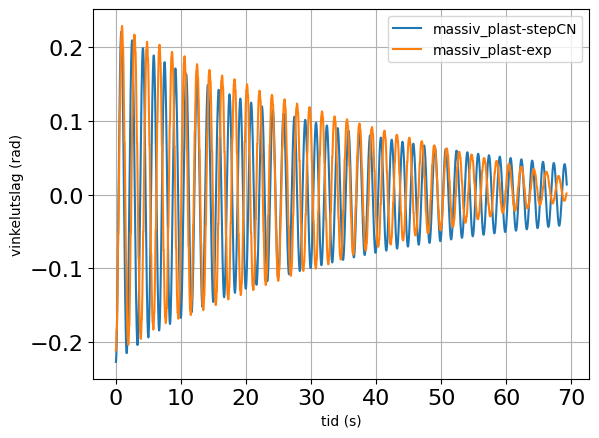 massiv_plast-stepCN
massiv_plast-exp
vinkelutslag (rad)
0.2
0.1
0.0
−0.1
−0.2
0 10 20 30 40 50 60 70
tid (s)